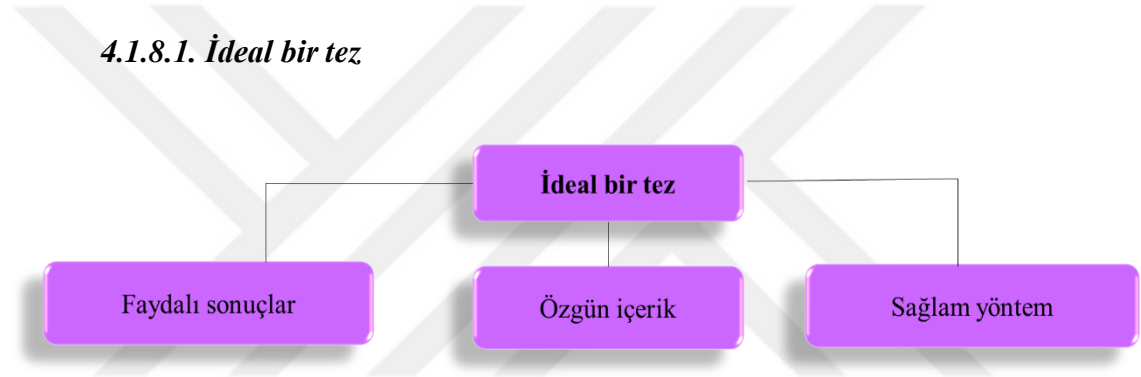 4.1.8.1. İdeal bir tez
İdeal bir tez
Faydalı sonuçlar
Özgün içerik
Sağlam yöntem